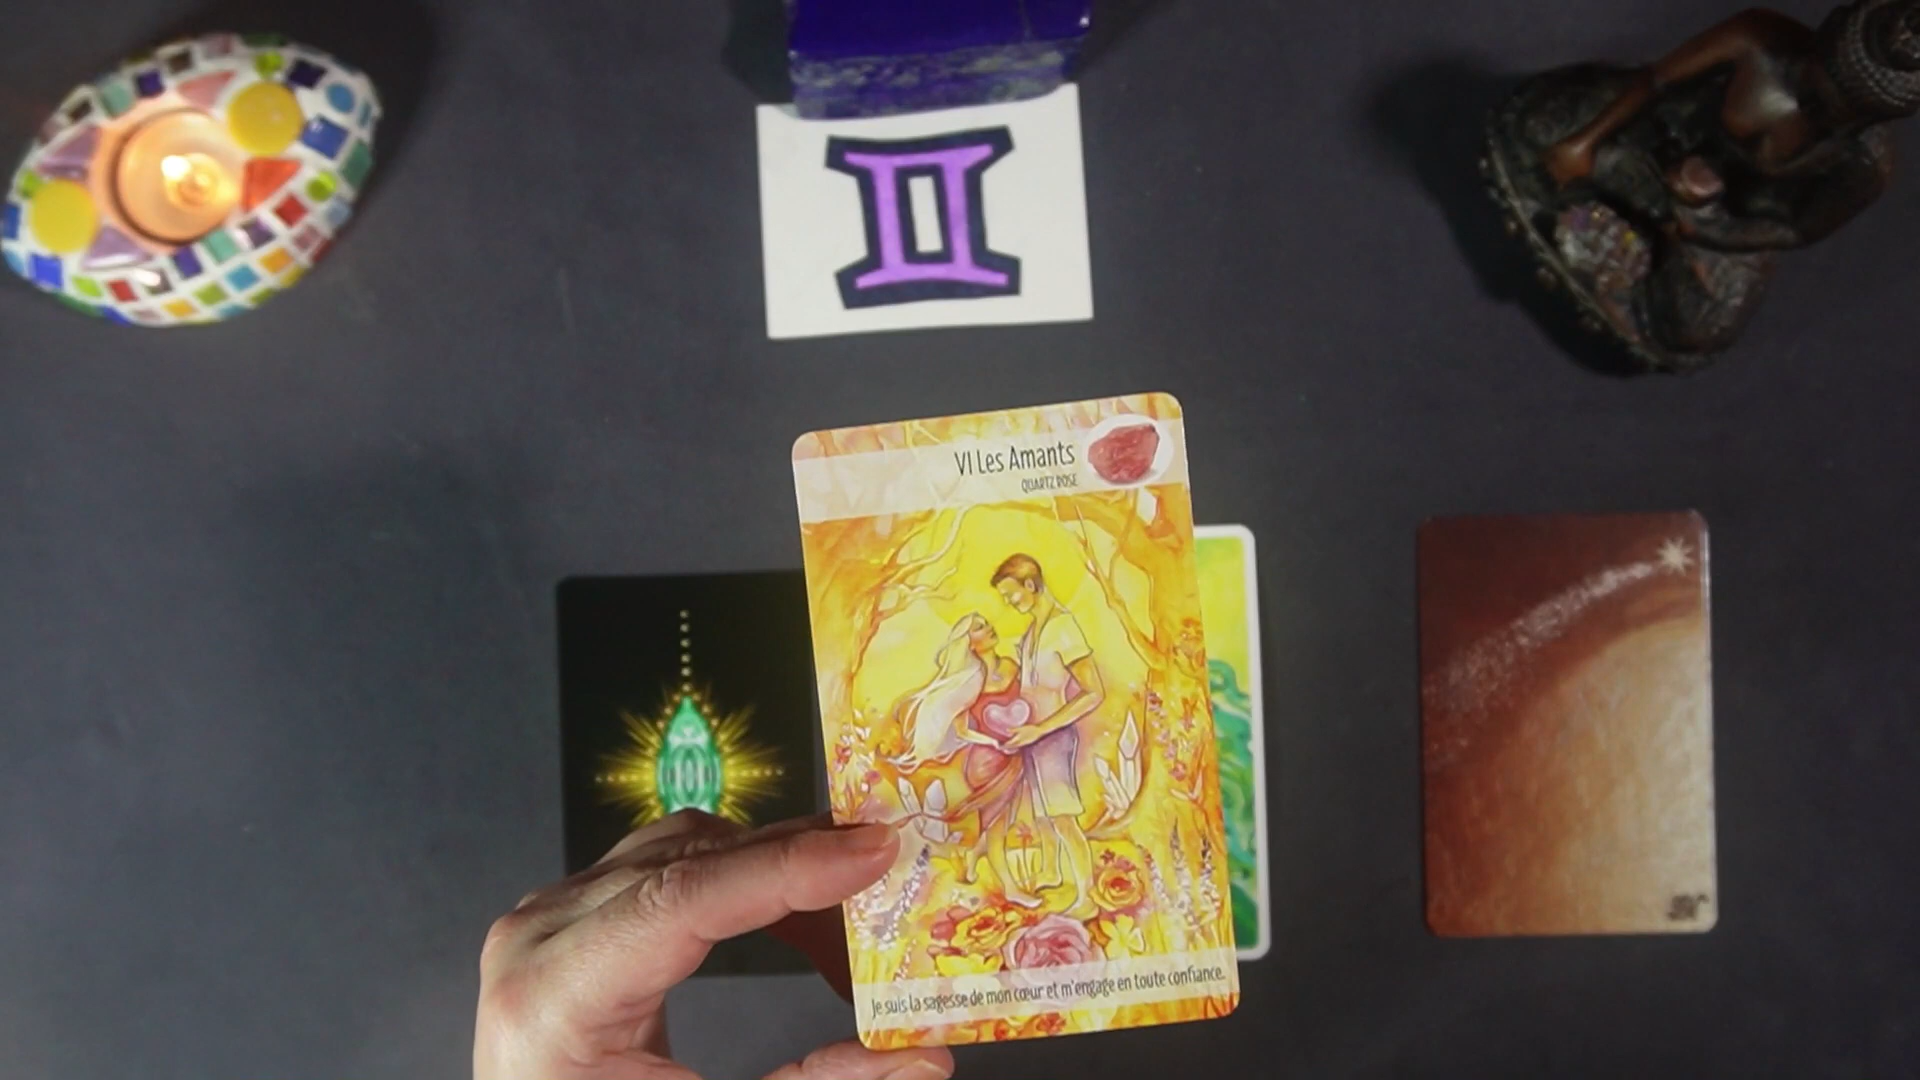 VI Les Amants
QUARTZ ROSE
Je suis la sagesse de mon cœur et m'engage en toute confiance.